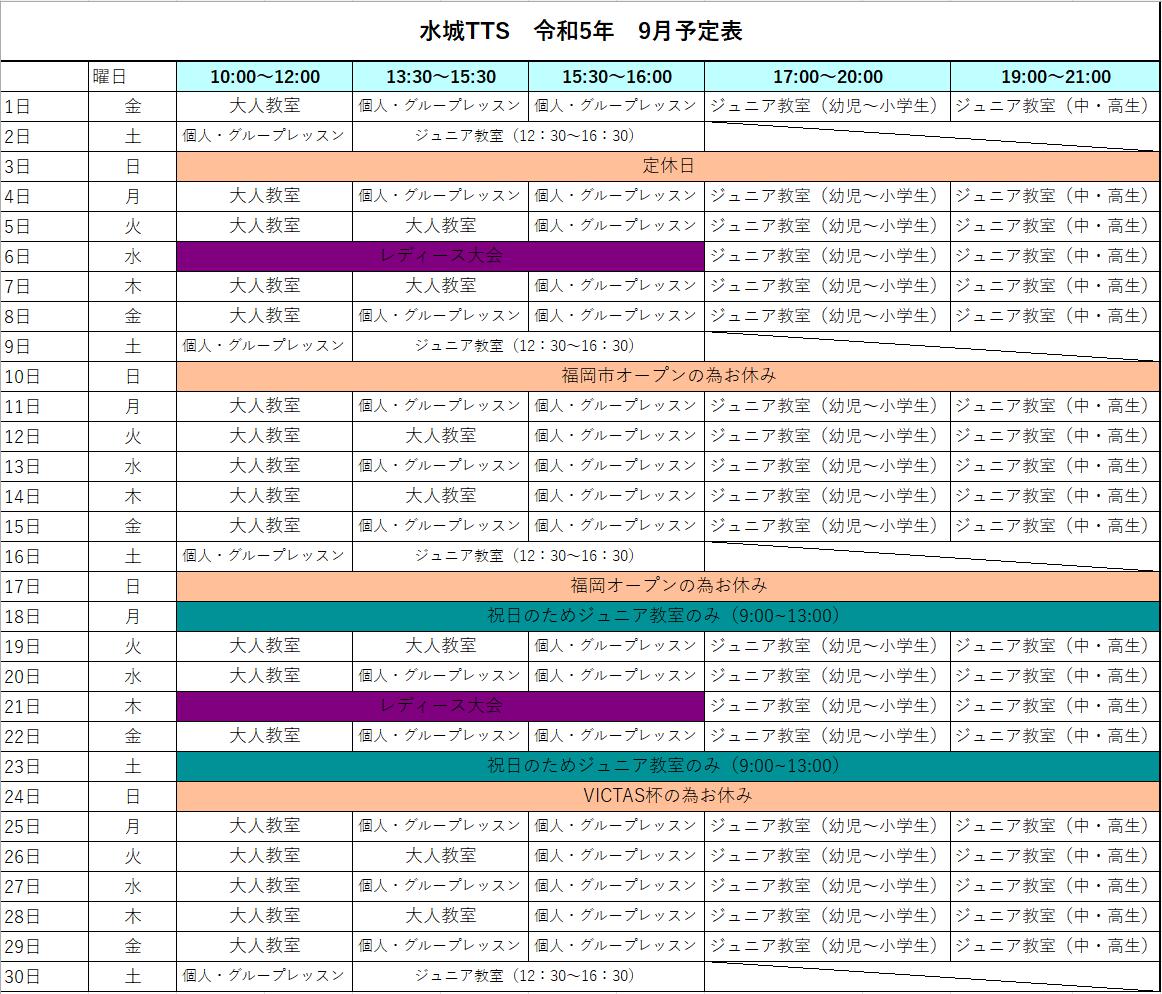 水城TTS 令和5年 9月予定表
曜日 10:00～12:00 13:30～15:30 15:30～16:00 17:00～20:00 19:00～21:00
1日 金 大人教室 個人・グループレッスン 個人・グループレッスン ジュニア教室（幼児～小学生） ジュニア教室（中・高生）
2日 土 個人・グループレッスン ジュニア教室（12：30～16：30）
3日 日 定休日
4日 月 大人教室 個人・グループレッスン 個人・グループレッスン ジュニア教室（幼児～小学生） ジュニア教室（中・高生）
5日 火 大人教室 大人教室 個人・グループレッスン ジュニア教室（幼児～小学生） ジュニア教室（中・高生）
6日 水 レディース大会 ジュニア教室（幼児～小学生） ジュニア教室（中・高生）
7日 木 大人教室 大人教室 個人・グループレッスン ジュニア教室（幼児～小学生） ジュニア教室（中・高生）
8日 金 大人教室 個人・グループレッスン 個人・グループレッスン ジュニア教室（幼児～小学生） ジュニア教室（中・高生）
9日 土 個人・グループレッスン ジュニア教室（12：30～16：30）
10日 日 福岡市オープンの為お休み
11日 月 大人教室 個人・グループレッスン 個人・グループレッスン ジュニア教室（幼児～小学生） ジュニア教室（中・高生）
12日 火 大人教室 大人教室 個人・グループレッスン ジュニア教室（幼児～小学生） ジュニア教室（中・高生）
13日 水 大人教室 個人・グループレッスン 個人・グループレッスン ジュニア教室（幼児～小学生） ジュニア教室（中・高生）
14日 木 大人教室 大人教室 個人・グループレッスン ジュニア教室（幼児～小学生） ジュニア教室（中・高生）
15日 金 大人教室 個人・グループレッスン 個人・グループレッスン ジュニア教室（幼児～小学生） ジュニア教室（中・高生）
16日 土 個人・グループレッスン ジュニア教室（12：30～16：30）
17日 日 福岡オープンの為お休み
18日 月 祝日のためジュニア教室のみ（9:00~13:00）
19日 火 大人教室 大人教室 個人・グループレッスン ジュニア教室（幼児～小学生） ジュニア教室（中・高生）
20日 水 大人教室 個人・グループレッスン 個人・グループレッスン ジュニア教室（幼児～小学生） ジュニア教室（中・高生）
21日 木 レディース大会 ジュニア教室（幼児～小学生） ジュニア教室（中・高生）
22日 金 大人教室 個人・グループレッスン 個人・グループレッスン ジュニア教室（幼児～小学生） ジュニア教室（中・高生）
23日 土 祝日のためジュニア教室のみ（9:00~13:00）
24日 日 VICTAS杯の為お休み
25日 月 大人教室 個人・グループレッスン 個人・グループレッスン ジュニア教室（幼児～小学生） ジュニア教室（中・高生）
26日 火 大人教室 大人教室 個人・グループレッスン ジュニア教室（幼児～小学生） ジュニア教室（中・高生）
27日 水 大人教室 個人・グループレッスン 個人・グループレッスン ジュニア教室（幼児～小学生） ジュニア教室（中・高生）
28日 木 大人教室 大人教室 個人・グループレッスン ジュニア教室（幼児～小学生） ジュニア教室（中・高生）
29日 金 大人教室 個人・グループレッスン 個人・グループレッスン ジュニア教室（幼児～小学生） ジュニア教室（中・高生）
30日 土 個人・グループレッスン ジュニア教室（12：30～16：30）